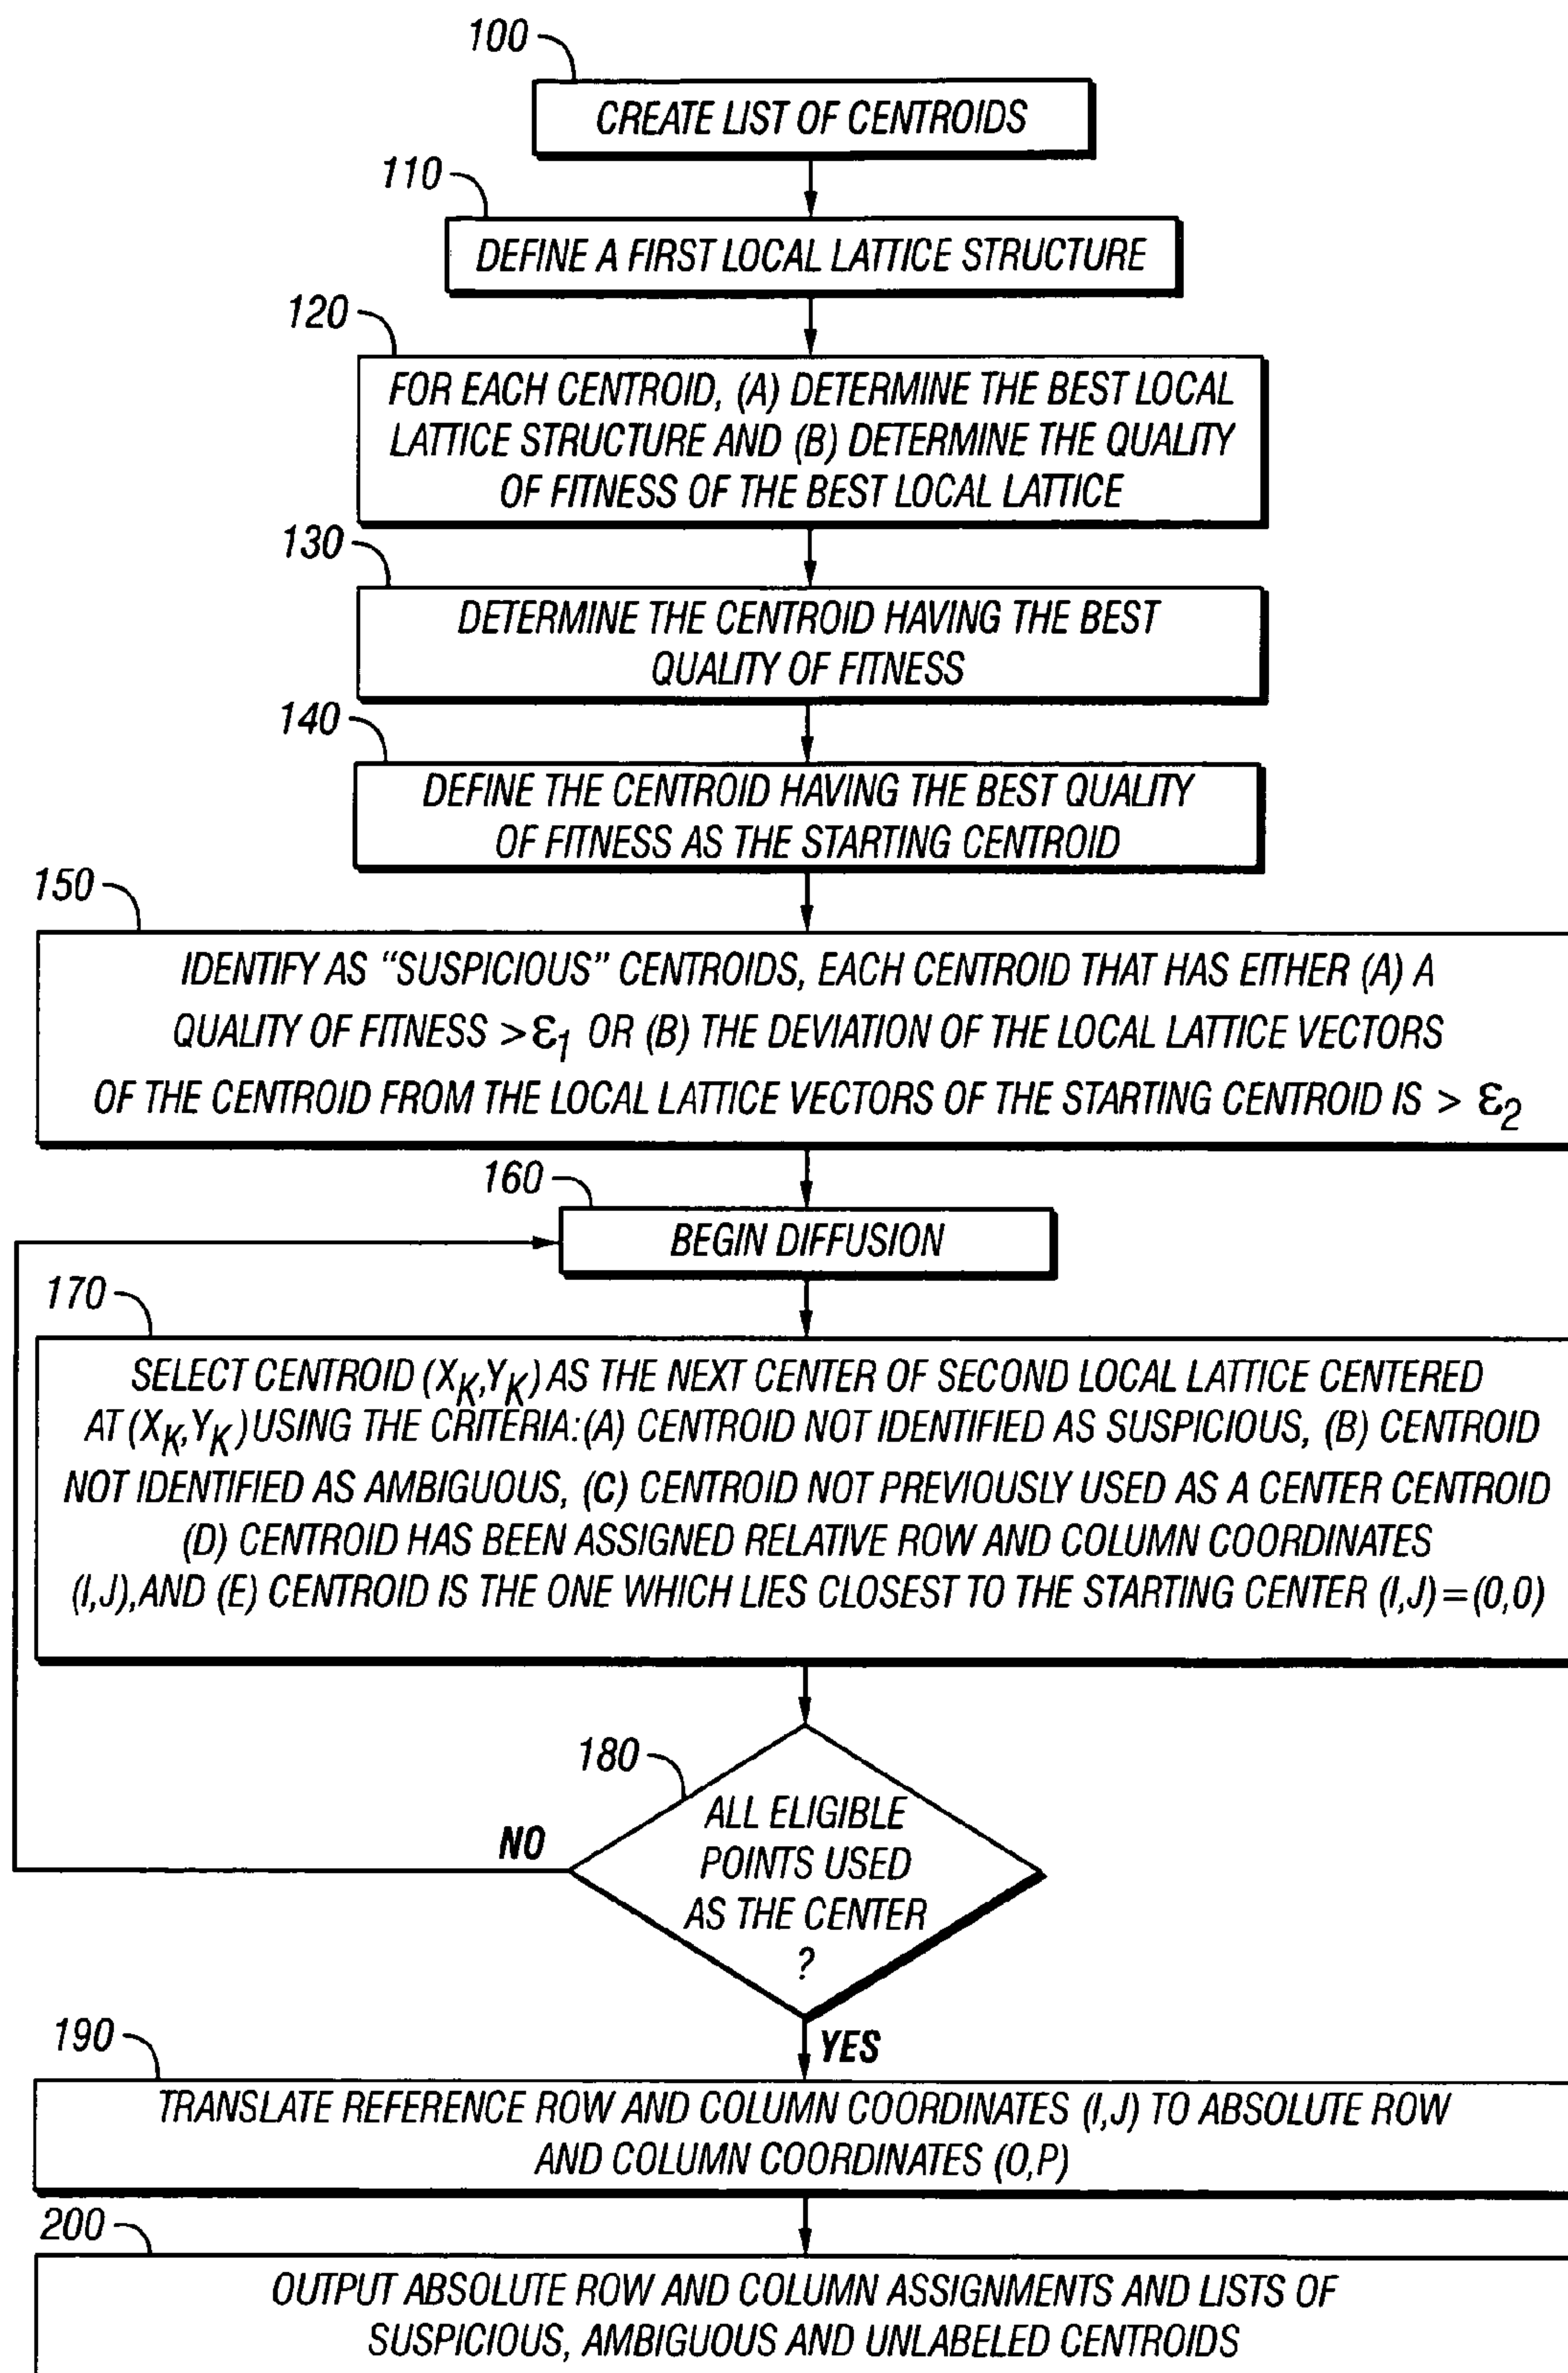 100
CREATE LIST OF CENTROIDS
110
DEFINE A FIRST LOCAL LATTICE STRUCTURE
120
FOR EACH CENTROID, (A) DETERMINE THE BEST LOCAL
LATTICE STRUCTURE AND (B) DETERMINE THE QUALITY
OF FITNESS OF THE BEST LOCAL LATTICE
130
DETERMINE THE CENTROID HAVING THE BEST
QUALITY OF FITNESS
140
DEFINE THE CENTROID HAVING THE BEST QUALITY
OF FITNESS AS THE STARTING CENTROID
150
IDENTIFY AS “SUSPICIOUS” CENTROIDS, EACH CENTROID THAT HAS EITHER (A) A
QUALITY OF FITNESS >ε1 OR (B) THE DEVIATION OF THE LOCAL LATTICE VECTORS
OF THE CENTROID FROM THE LOCAL LATTICE VECTORS OF THE STARTING CENTROID IS > ε2
160
BEGIN DIFFUSION
170
SELECT CENTROID (XK,YK) AS THE NEXT CENTER OF SECOND LOCAL LATTICE CENTERED
AT (XK,YK) USING THE CRITERIA: (A) CENTROID NOT IDENTIFIED AS SUSPICIOUS, (B) CENTROID
NOT IDENTIFIED AS AMBIGUOUS, (C) CENTROID NOT PREVIOUSLY USED AS A CENTER CENTROID
(D) CENTROID HAS BEEN ASSIGNED RELATIVE ROW AND COLUMN COORDINATES
(I,J), AND (E) CENTROID IS THE ONE WHICH LIES CLOSEST TO THE STARTING CENTER (I,J)=(0,0)
180
ALL ELIGIBLE
POINTS USED
AS THE CENTER
?
NO
YES
190
TRANSLATE REFERENCE ROW AND COLUMN COORDINATES (I,J) TO ABSOLUTE ROW
AND COLUMN COORDINATES (O,P)
200
OUTPUT ABSOLUTE ROW AND COLUMN ASSIGNMENTS AND LISTS OF
SUSPICIOUS, AMBIGUOUS AND UNLABELED CENTROIDS